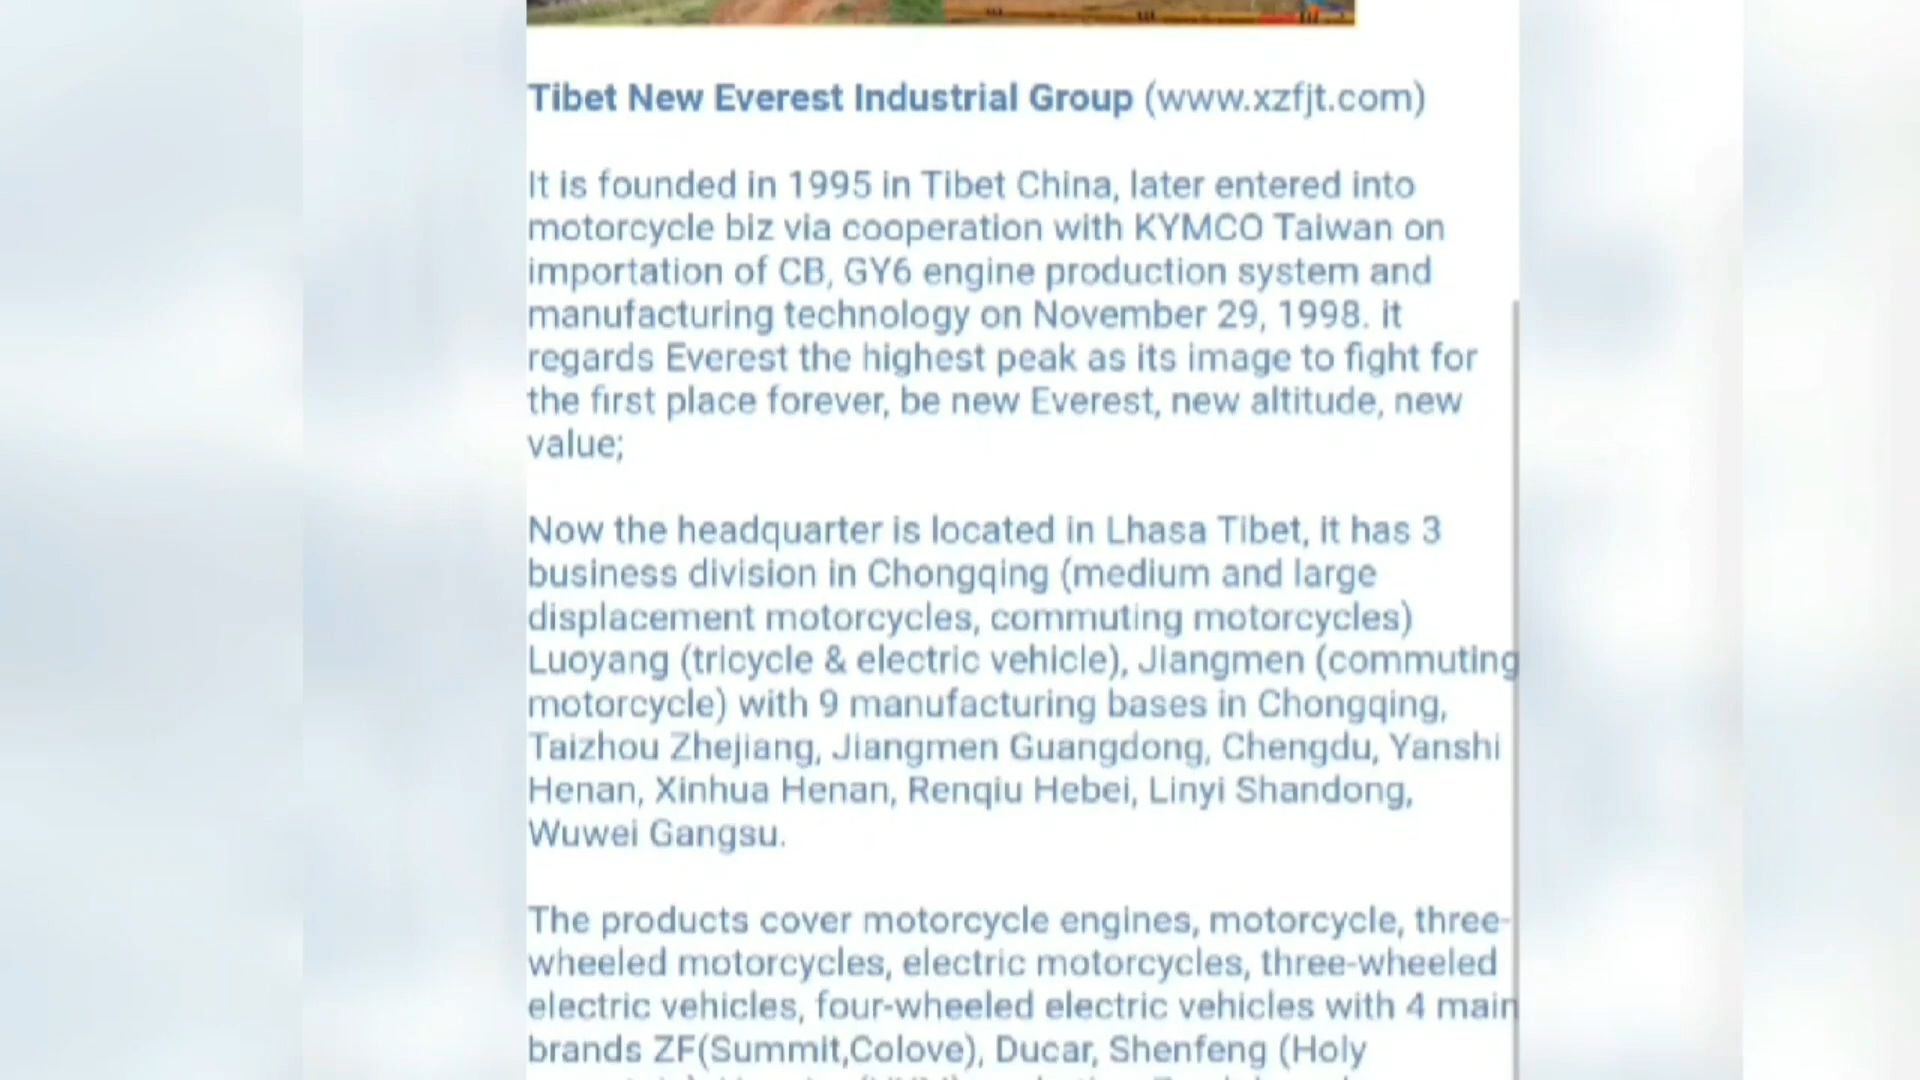 Tibet New Everest Industrial Group (www.xzfjt.com)
It is founded in 1995 in Tibet China, later entered into
motorcycle biz via cooperation with KYMCO Taiwan on
importation of CB, GY6 engine production system and
manufacturing technology on November 29, 1998. it
regards Everest the highest peak as its image to fight for
the first place forever, be new Everest, new altitude, new
value;
Now the headquarter is located in Lhasa Tibet, it has 3
business division in Chongqing (medium and large
displacement motorcycles, commuting motorcycles)
Luoyang (tricycle & electric vehicle), Jiangmen (commuting
motorcycle) with 9 manufacturing bases in Chongqing,
Taizhou Zhejiang, Jiangmen Guangdong, Chengdu, Yanshi
Henan, Xinhua Henan, Renqiu Hebei, Linyi Shandong,
Wuwei Gangsu.
The products cover motorcycle engines, motorcycle, three-
wheeled motorcycles, electric motorcycles, three-wheeled
electric vehicles, four-wheeled electric vehicles with 4 main
brands ZF(Summit,Colove), Ducar, Shenfeng (Holy